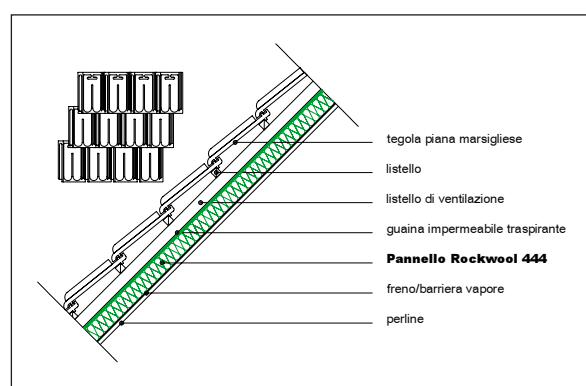 tegola piana marsigliese
listello
listello di ventilazione
guaina impermeabile traspirante
Pannello Rockwool 444
freno/barriera vapore
perline